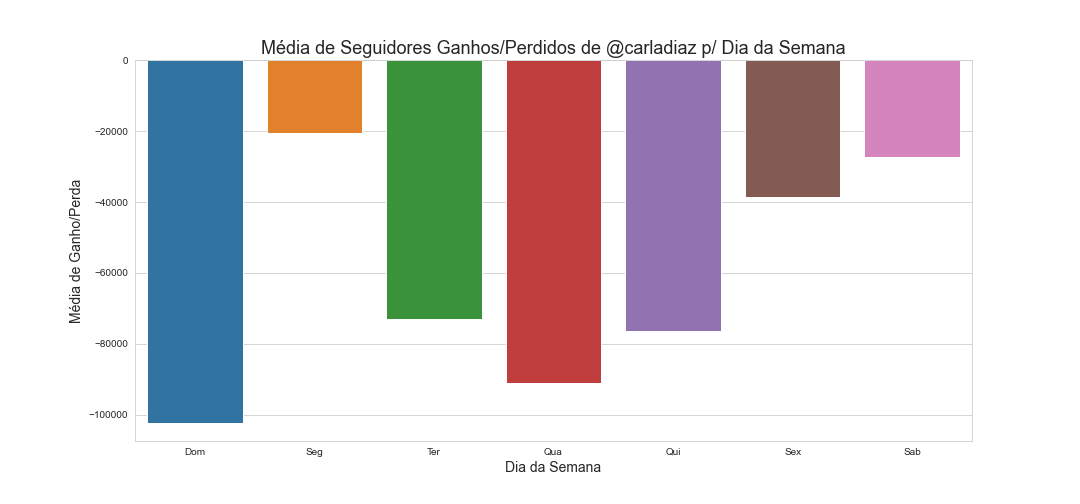 Média de Seguidores Ganhos/Perdidos de @carladiaz p/ Dia da Semana
0
−20000
−40000
−60000
−80000
−100000
Média de Ganho/Perda
Dom Seg Ter Qua Qui Sex Sab
Dia da Semana